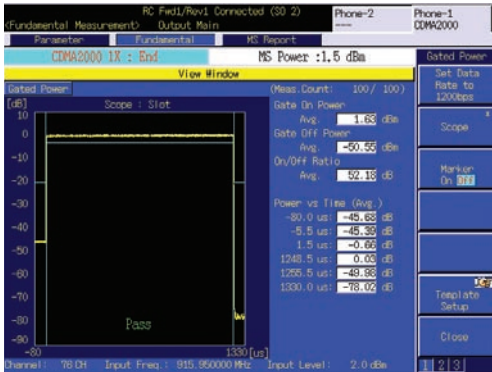 RC Fwd1/Rev1 Connected (SO 2)
<Fundamental Measurement> Output Main
Phone-2
----
Phone-1
CDMA2000
Parameter
Fundamental
MS Report
CDMA2000 1X : End
MS Power :1.5 dBm
Gated Power
View Window
Gated Power
(Meas.Count: 100/ 100)
[dB]
Scope : Slot
10
0
-10
-20
-30
-40
-50
-60
-70
-80
-90
Pass
-80
1330
[us]
Gate On Power
Avg. 1.63 dBm
Gate Off Power
Avg. -50.55 dBm
On/Off Ratio
Avg. 52.18 dB
Power vs Time (Avg.)
-80.0 us: -45.68 dB
-5.5 us: -45.39 dB
1.5 us: -0.66 dB
1248.5 us: 0.03 dB
1255.5 us: -49.98 dB
1330.0 us: -78.02 dB
Set Data
Rate to
1200bps
Scope
*
Marker
On Off
Template
Setup
Close
Channel: 76 CH Input Freq.: 915.950000 MHz Input Level: 2.0 dBm
1 2 3